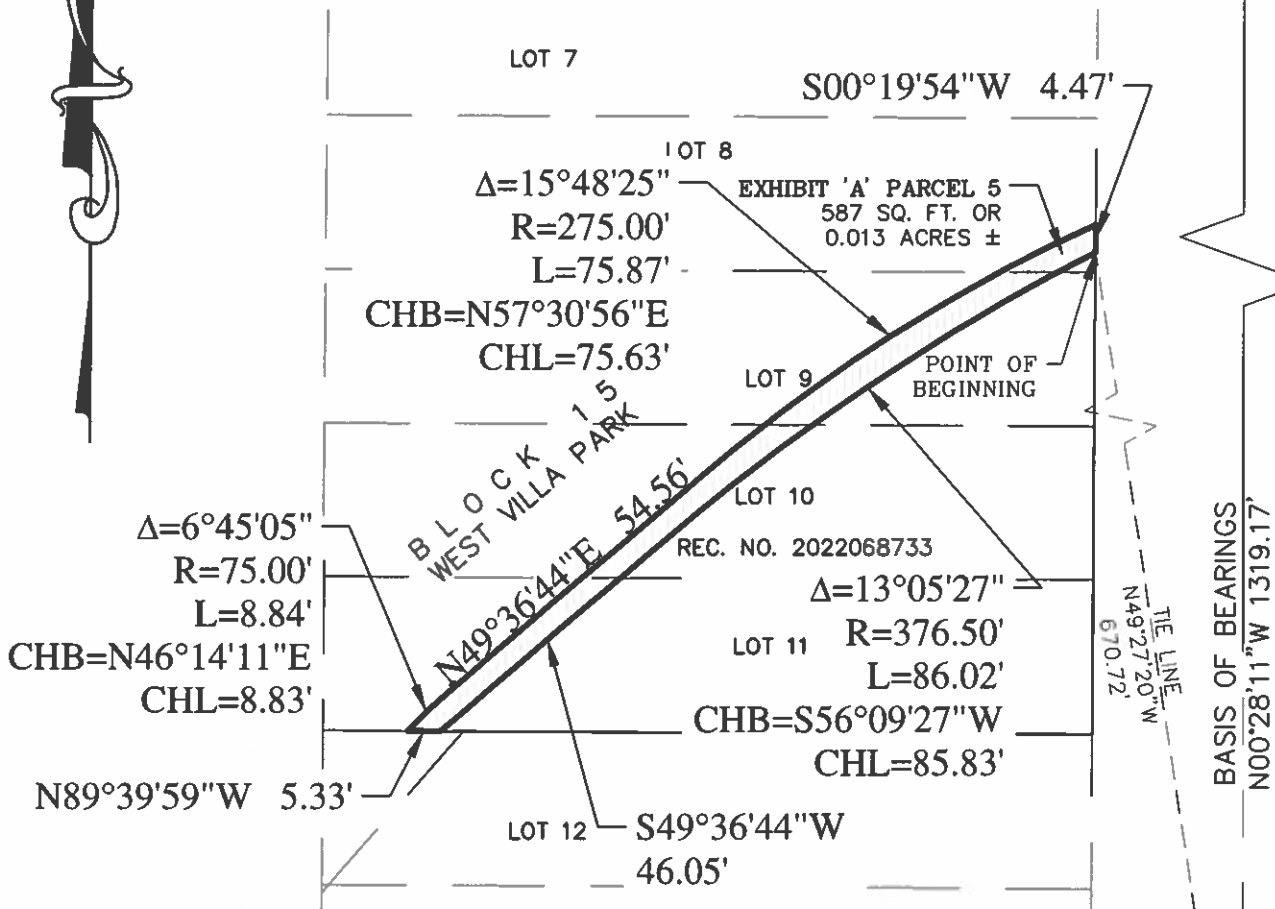 LOT 7
S00°19'54"W 4.47'
LOT 8
Δ=15°48'25"
R=275.00'
L=75.87'
CHB=N57°30'56"E
CHL=75.63'
EXHIBIT 'A' PARCEL 5
587 SQ. FT. OR
0.013 ACRES ±
LOT 9
POINT OF
BEGINNING
BLOCK 15
WEST VILLA PARK
N49°36'44"E 54.56'
LOT 10
REC. NO. 2022068733
Δ=6°45'05"
R=75.00'
L=8.84'
CHB=N46°14'11"E
CHL=8.83'
Δ=13°05'27"
R=376.50'
L=86.02'
CHB=S56°09'27"W
CHL=85.83'
LOT 11
TIE LINE
N49°27'20"W
670.72'
BASIS OF BEARINGS
N00°28'11"W 1319.17'
N89°39'59"W 5.33'
LOT 12
S49°36'44"W
46.05'